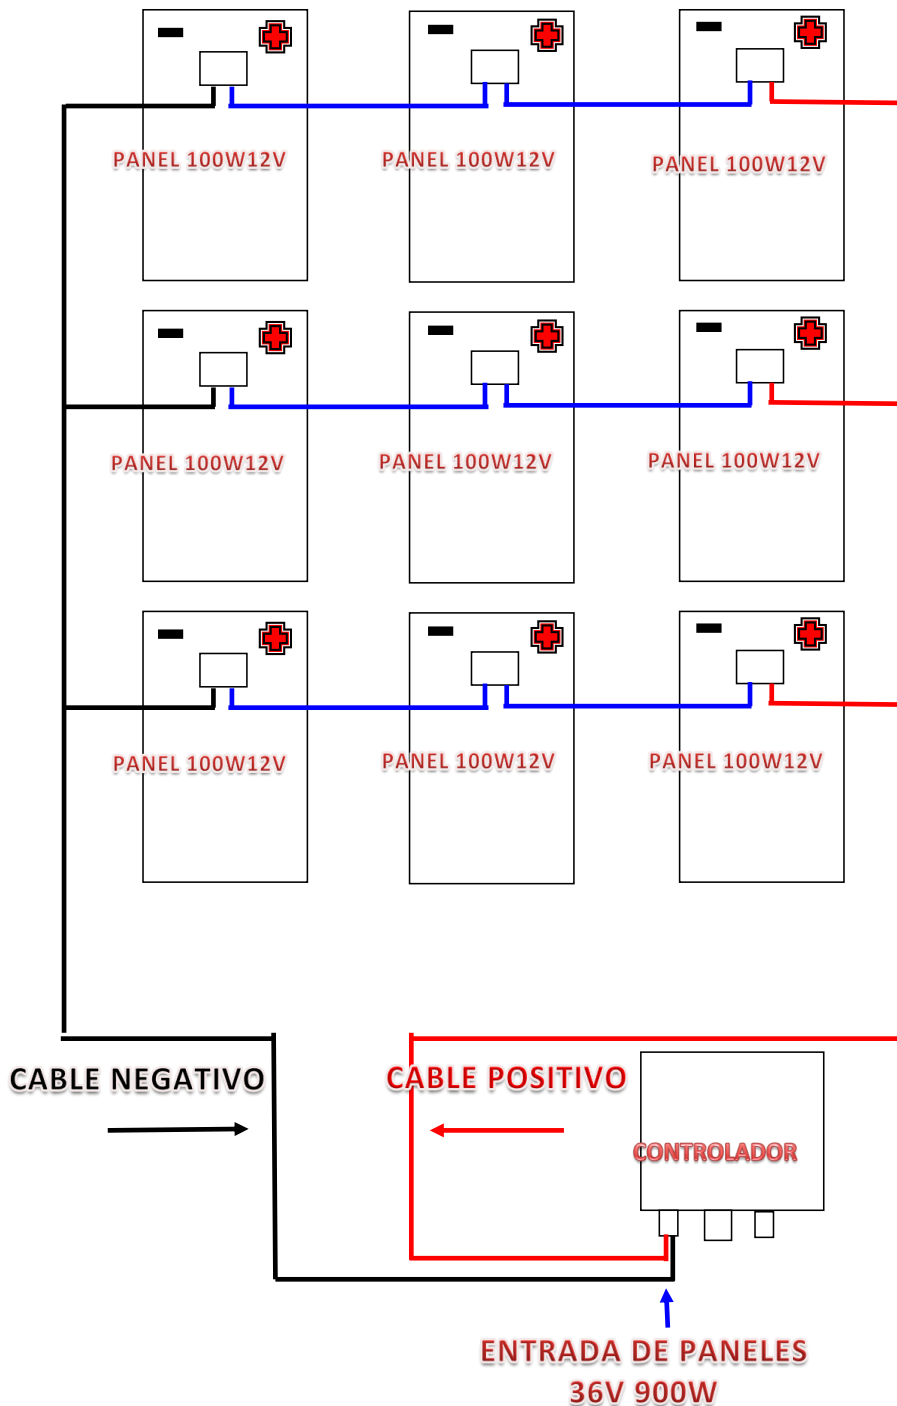 PANEL 100W12V
PANEL 100W12V
PANEL 100W12V
PANEL 100W12V
PANEL 100W12V
PANEL 100W12V
PANEL 100W12V
PANEL 100W12V
PANEL 100W12V
CABLE NEGATIVO
CABLE POSITIVO
CONTROLADOR
ENTRADA DE PANELES
36V 900W